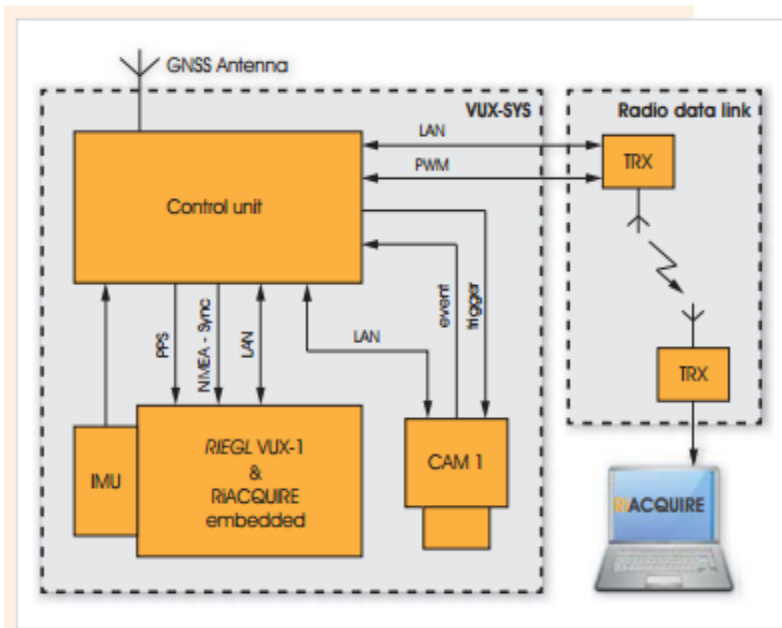 GNSS Antenna
VUX-SYS
Radio data link
LAN
PWM
TRX
Control unit
event
trigger
PPS
NMEA - Sync
LAN
LAN
TRX
IMU
RIEGL VUX-1
&
RiACQUIRE
embedded
CAM 1
RiACQUIRE